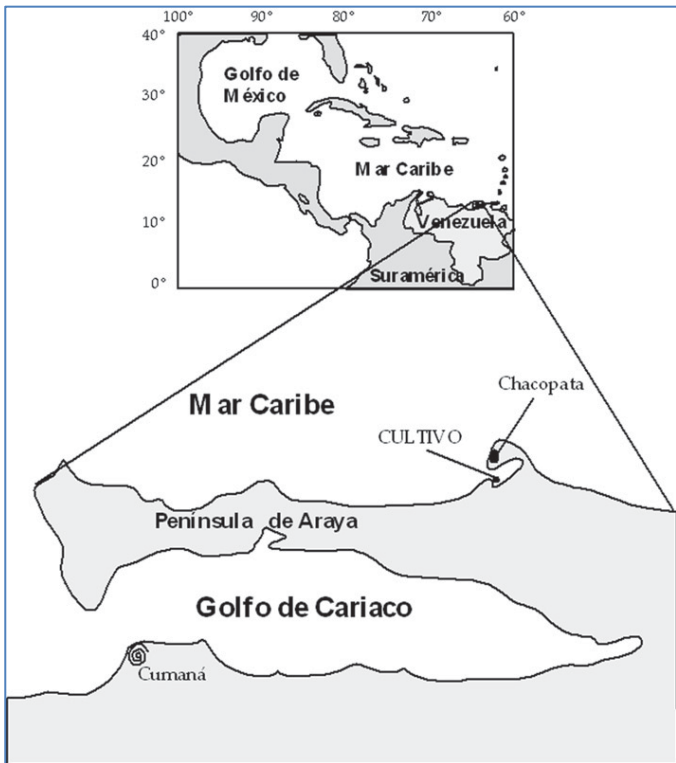 100° 90° 80° 70° 60°
40°
Golfo de
México
30°
20°
Mar Caribe
10°
Venezuela
0°
Suramérica
Mar Caribe
Chacopata
CULTIVO
Península de Araya
Golfo de Cariaco
Cumaná